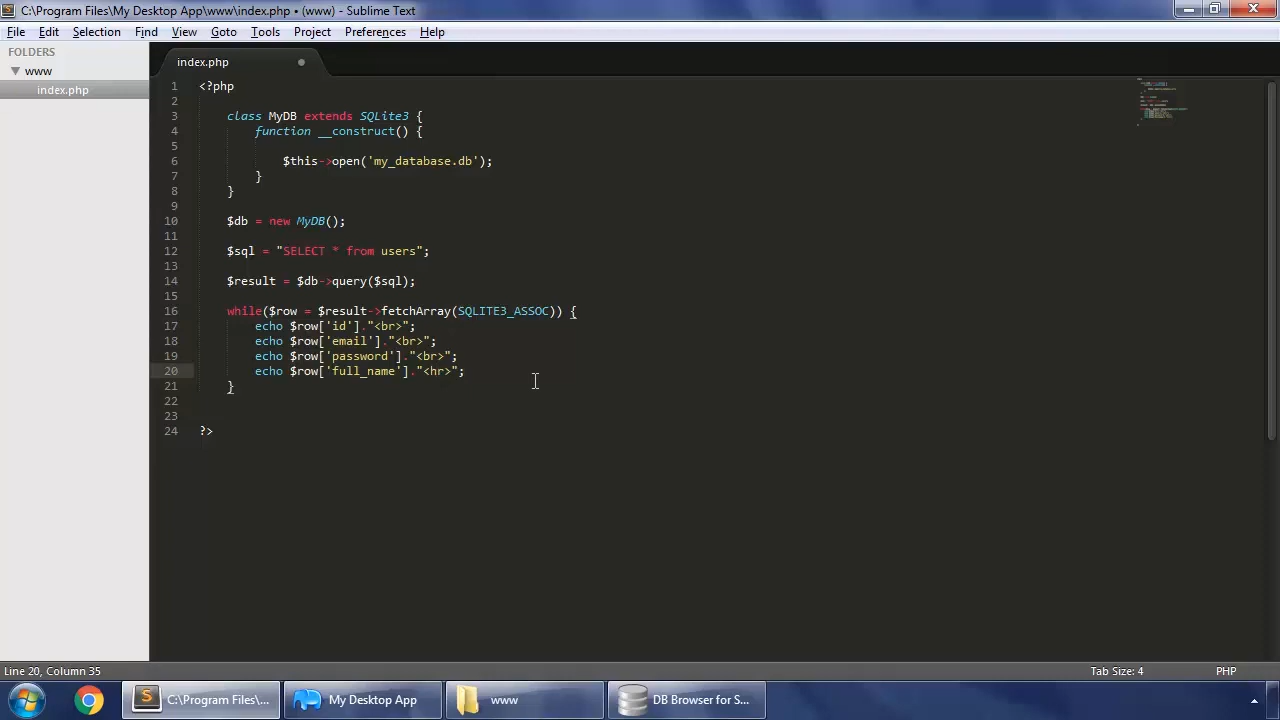 C:\Program Files\My Desktop App\www\index.php • (www) - Sublime Text
File Edit Selection Find View Goto Tools Project Preferences Help
FOLDERS
www
index.php
index.php
1 <?php
2
3 class MyDB extends SQLite3 {
4 function __construct() {
5
6 $this->open('my_database.db');
7 }
8 }
9
10 $db = new MyDB();
11
12 $sql = "SELECT * from users";
13
14 $result = $db->query($sql);
15
16 while($row = $result->fetchArray(SQLITE3_ASSOC)) {
17 echo $row['id']."<br>";
18 echo $row['email']."<br>";
19 echo $row['password']."<br>";
20 echo $row['full_name']."<hr>";
21 }
22
23
24 ?>
Line 20, Column 35 Tab Size: 4 PHP
C:\Program Files\... My Desktop App www DB Browser for S...